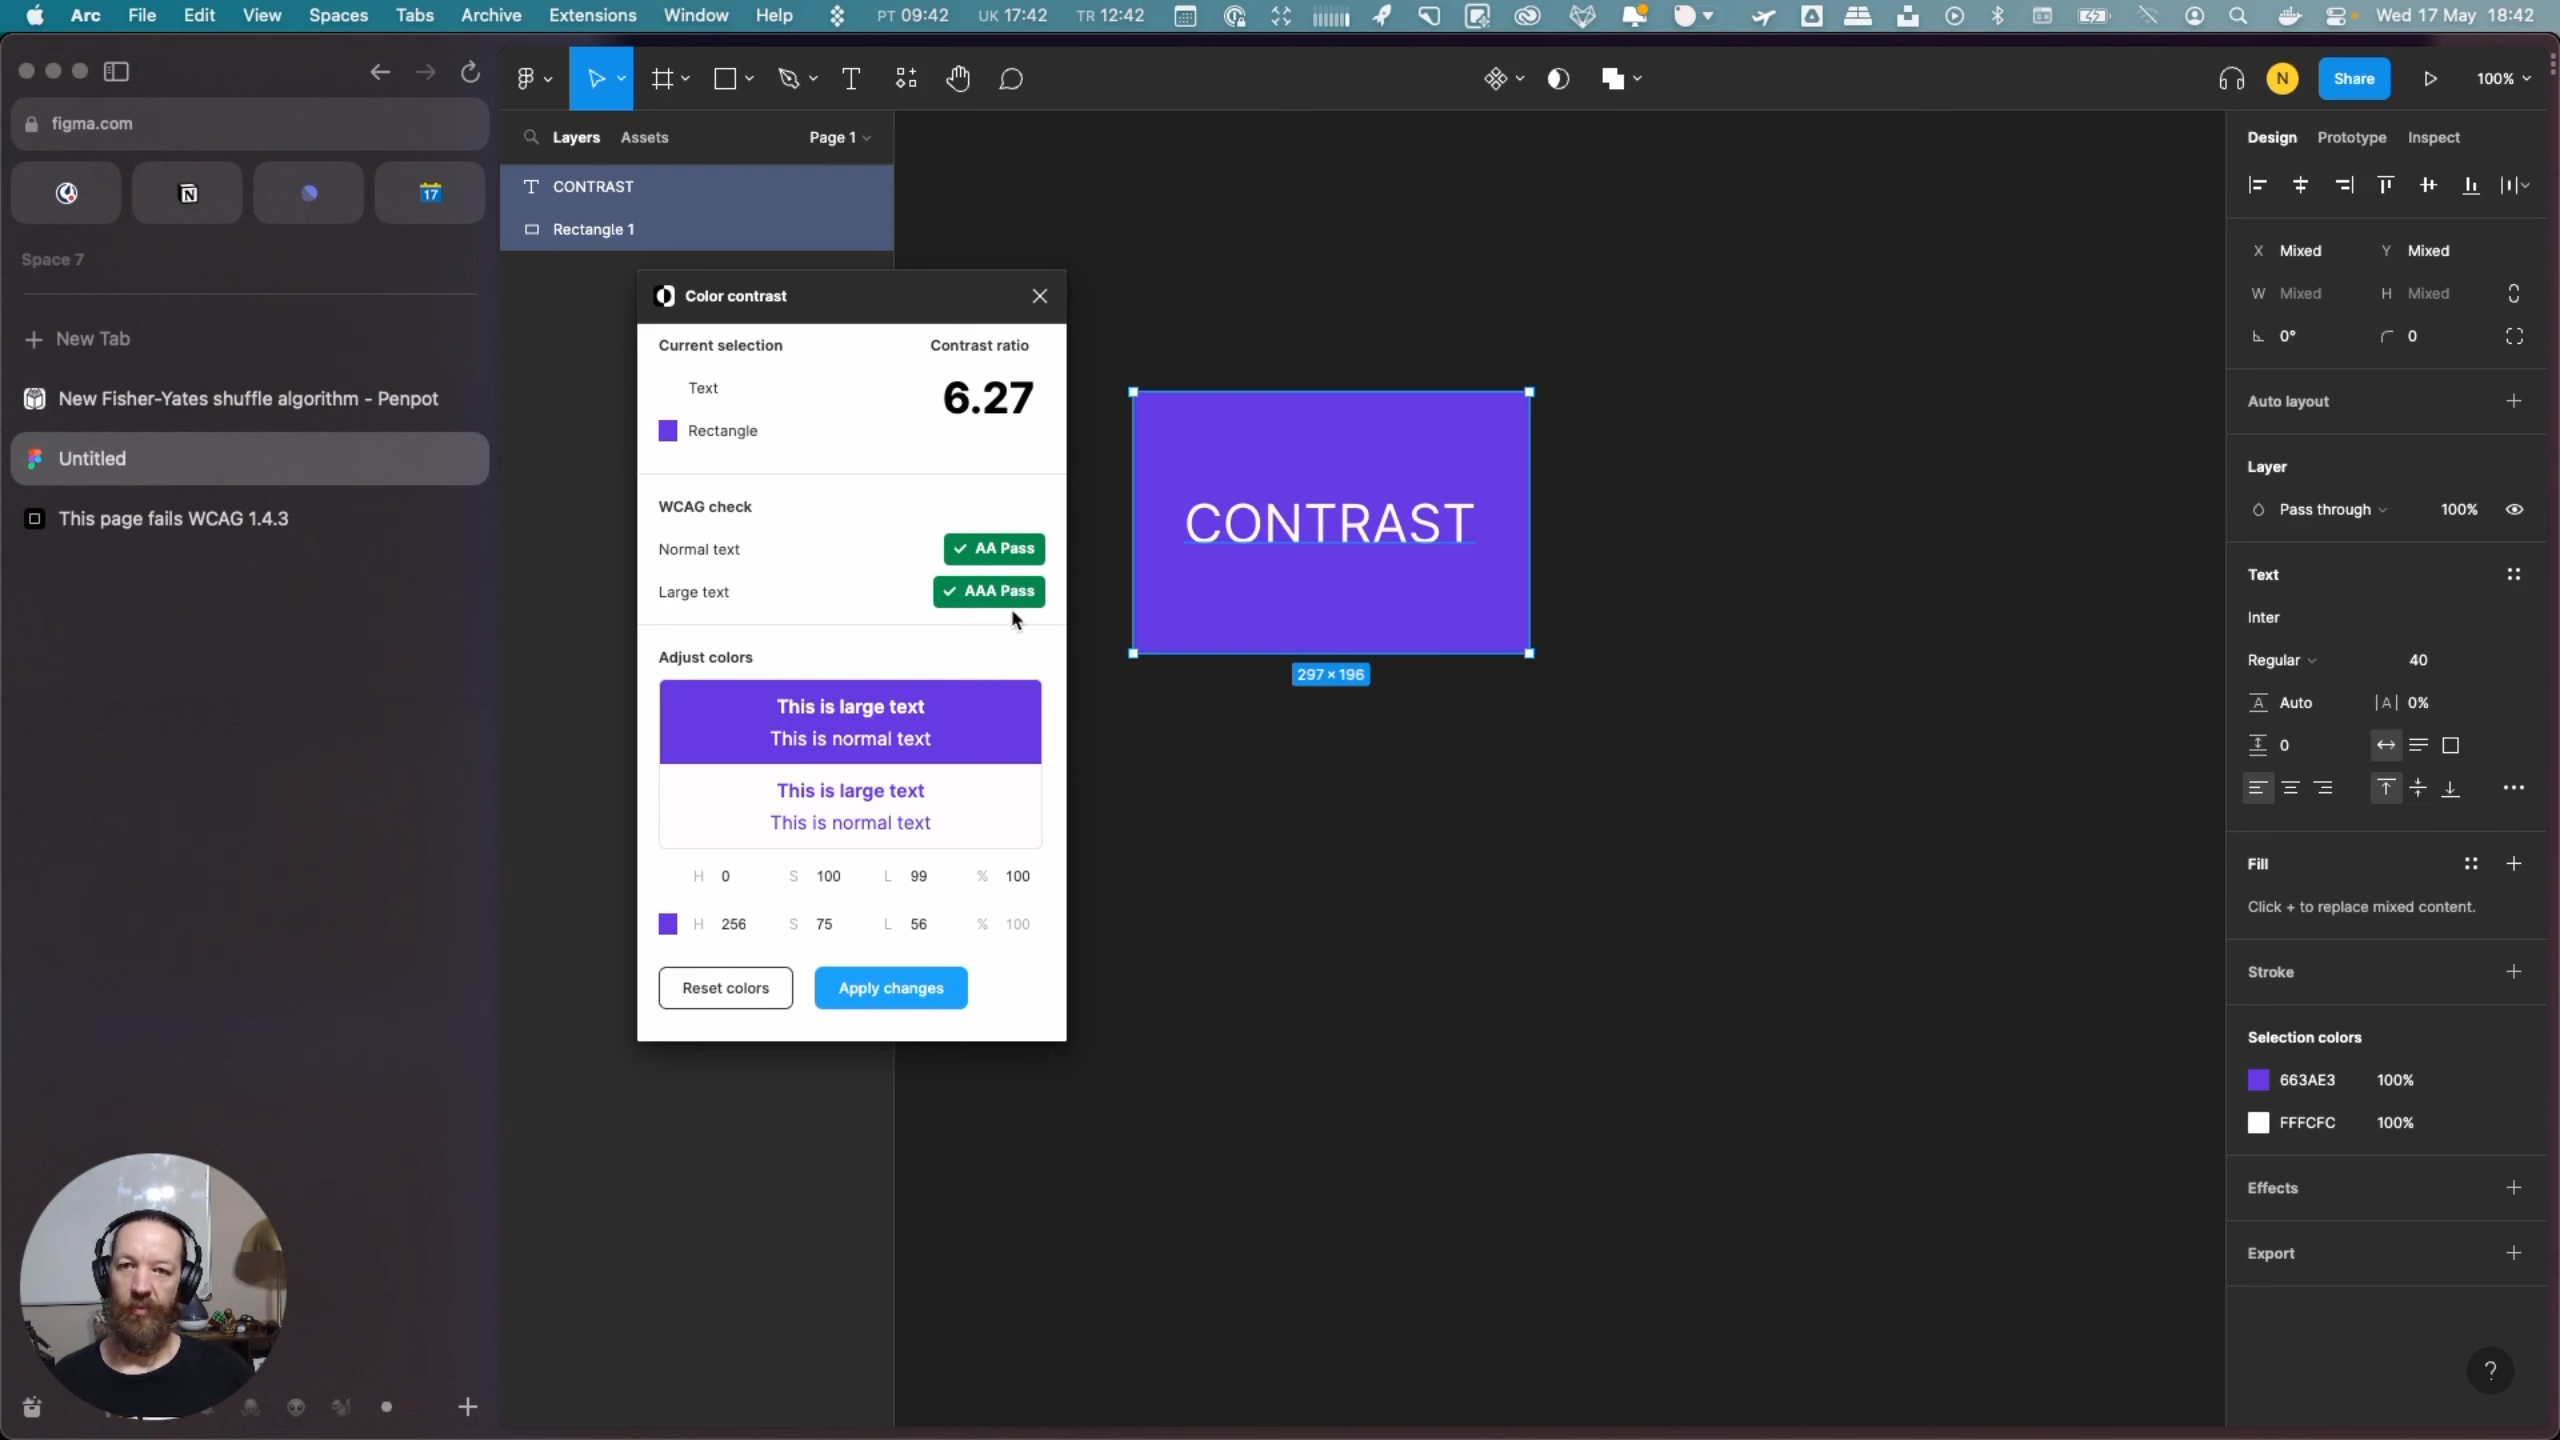 Arc File Edit View Spaces Tabs Archive Extensions Window Help PT 09:42 UK 17:42 TR 12:42 Wed 17 May 18:42
figma.com
17
Space 7
New Tab
New Fisher-Yates shuffle algorithm - Penpot
Untitled
This page fails WCAG 1.4.3
N Share 100%
Layers Assets Page 1
CONTRAST
Rectangle 1
Color contrast
Current selection Contrast ratio
Text 6.27
Rectangle
WCAG check
Normal text AA Pass
Large text AAA Pass
Adjust colors
This is large text
This is normal text
This is large text
This is normal text
H 0 S 100 L 99 % 100
H 256 S 75 L 56 % 100
Reset colors Apply changes
CONTRAST
297 × 196
Design Prototype Inspect
X Mixed Y Mixed
W Mixed H Mixed
0° 0
Auto layout
Layer
Pass through 100%
Text
Inter
Regular 40
A Auto |A| 0%
0
Fill
Click + to replace mixed content.
Stroke
Selection colors
663AE3 100%
FFFCFC 100%
Effects
Export
?